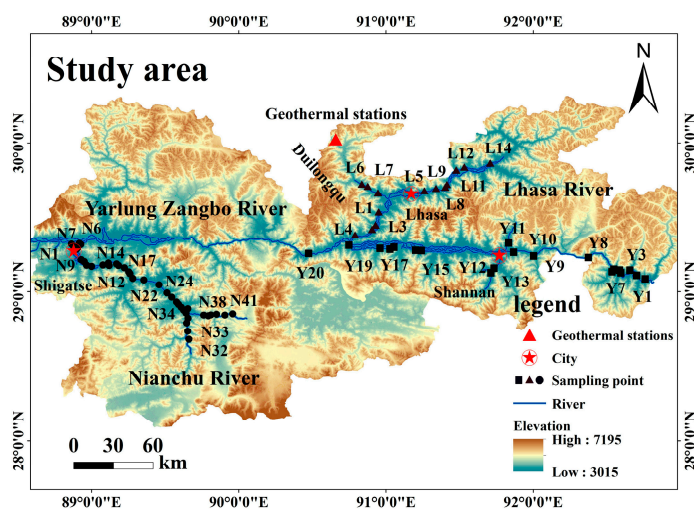 89°0'0"E 90°0'0"E 91°0'0"E 92°0'0"E
Study area
N
Geothermal stations
30°0'0"N
30°0'0"N
Duilongqu
L6
L7
L5
L9
L12
L14
L11
L8
Lhasa
L1
L3
L4
Lhasa River
Yarlung Zangbo River
N7
N6
N1
N9
N14
N17
N12
Shigatse
N24
N22
N34
N38
N41
N33
N32
Nianchu River
Y20
Y19
Y17
Y15
Y12
Y11
Y10
Y13
Y9
Y8
Y3
Y7
Y1
Shannan
29°0'0"N
29°0'0"N
28°0'0"N
28°0'0"N
legend
Geothermal stations
City
Sampling point
River
Elevation
High : 7195
Low : 3015
0 30 60
km
89°0'0"E 90°0'0"E 91°0'0"E 92°0'0"E